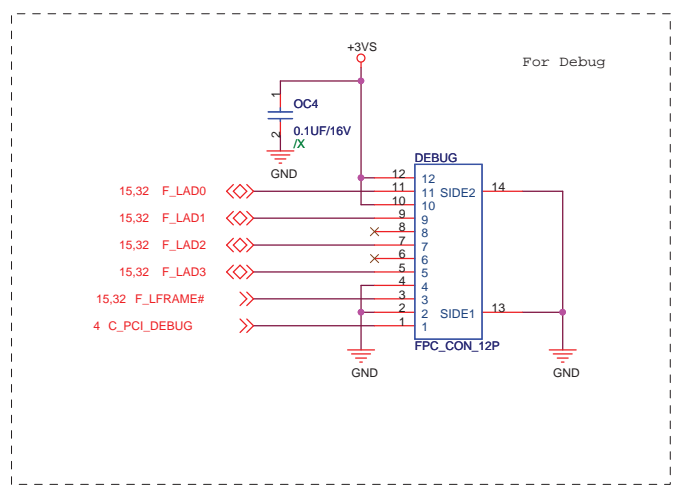 +3VS
For Debug
1
OC4
2
0.1UF/16V
/X
GND
DEBUG
12 12
15,32 F_LAD0 11 11 SIDE2 14
10 10
15,32 F_LAD1 9 9
8 8
15,32 F_LAD2 7 7
6 6
15,32 F_LAD3 5 5
4 4
15,32 F_LFRAME# 3 3
2 2 SIDE1 13
4 C_PCI_DEBUG 1 1
FPC_CON_12P
GND
GND